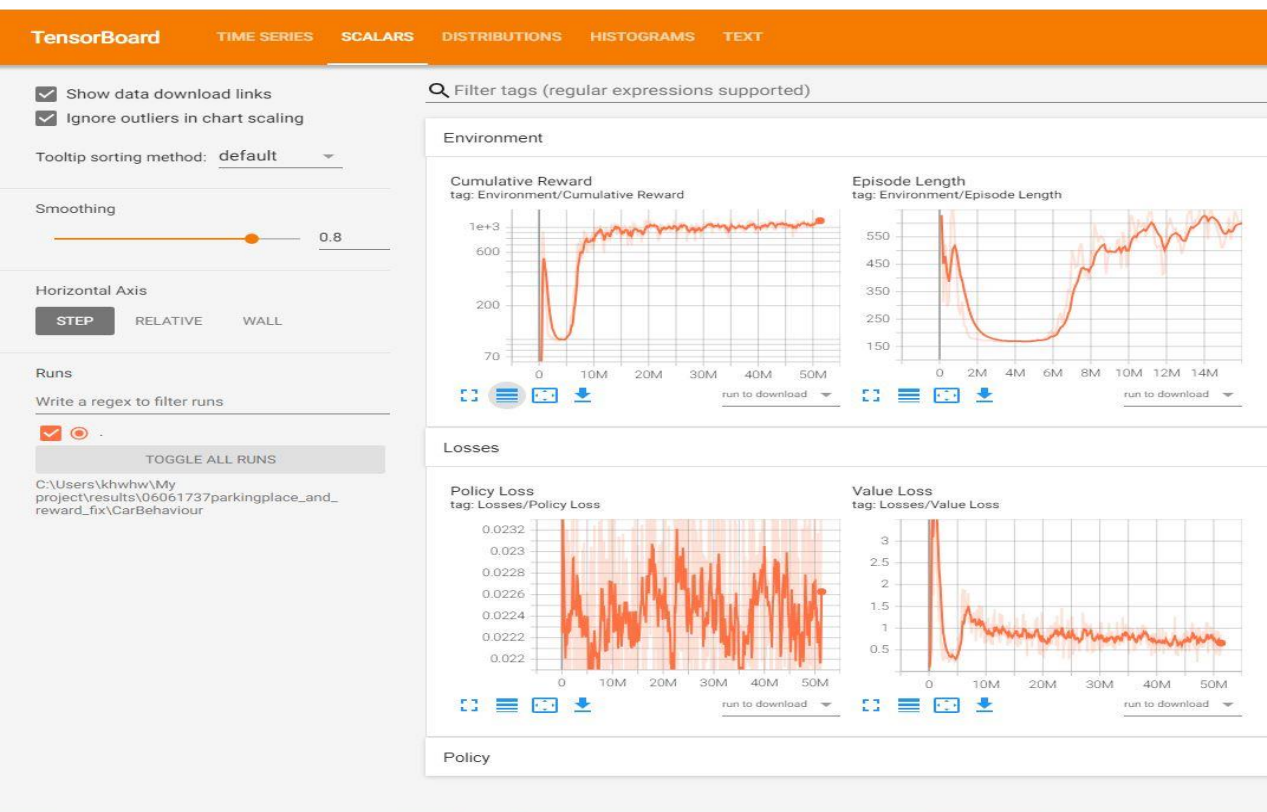 TensorBoard TIME SERIES SCALARS DISTRIBUTIONS HISTOGRAMS TEXT
Show data download links
Ignore outliers in chart scaling
Tooltip sorting method: default
Smoothing
0.8
Horizontal Axis
STEP RELATIVE WALL
Runs
Write a regex to filter runs
.
TOGGLE ALL RUNS
C:\Users\khwhw\My
project\results\06061737parkingplace_and_
reward_fix\CarBehaviour
Filter tags (regular expressions supported)
Environment
Cumulative Reward
tag: Environment/Cumulative Reward
1e+3
600
200
70
0 10M 20M 30M 40M 50M
run to download
Episode Length
tag: Environment/Episode Length
550
450
350
250
150
0 2M 4M 6M 8M 10M 12M 14M
run to download
Losses
Policy Loss
tag: Losses/Policy Loss
0.0232
0.023
0.0228
0.0226
0.0224
0.0222
0.022
0 10M 20M 30M 40M 50M
run to download
Value Loss
tag: Losses/Value Loss
3
2.5
2
1.5
1
0.5
0 10M 20M 30M 40M 50M
run to download
Policy